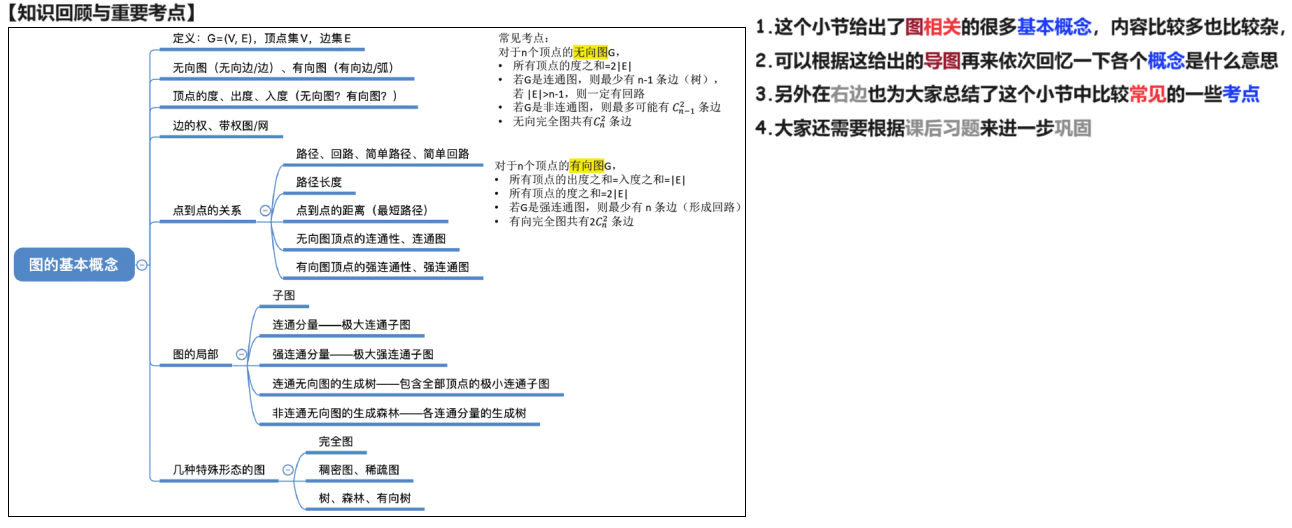 【知识回顾与重要考点】
图的基本概念
定义：G=(V, E)，顶点集V，边集E
无向图（无向边/边）、有向图（有向边/弧）
顶点的度、出度、入度（无向图？有向图？）
边的权、带权图/网
点到点的关系
路径、回路、简单路径、简单回路
路径长度
点到点的距离（最短路径）
无向图顶点的连通性、连通图
有向图顶点的强连通性、强连通图
图的局部
子图
连通分量——极大连通子图
强连通分量——极大强连通子图
连通无向图的生成树——包含全部顶点的极小连通子图
非连通无向图的生成森林——各连通分量的生成树
几种特殊形态的图
完全图
稠密图、稀疏图
树、森林、有向树
常见考点：
对于n个顶点的无向图G，
• 所有顶点的度之和=2|E|
• 若G是连通图，则最少有 n-1 条边（树），
若 |E|>n-1，则一定有回路
• 若G是非连通图，则最多可能有 $C_{n-1}^2$ 条边
• 无向完全图共有$C_n^2$ 条边
对于n个顶点的有向图G，
• 所有顶点的出度之和=入度之和=|E|
• 所有顶点的度之和=2|E|
• 若G是强连通图，则最少有 n 条边（形成回路）
• 有向完全图共有2$C_n^2$ 条边
1.这个小节给出了图相关的很多基本概念，内容比较多也比较杂，
2.可以根据这给出的导图再来依次回忆一下各个概念是什么意思
3.另外在右边也为大家总结了这个小节中比较常见的一些考点
4.大家还需要根据课后习题来进一步巩固